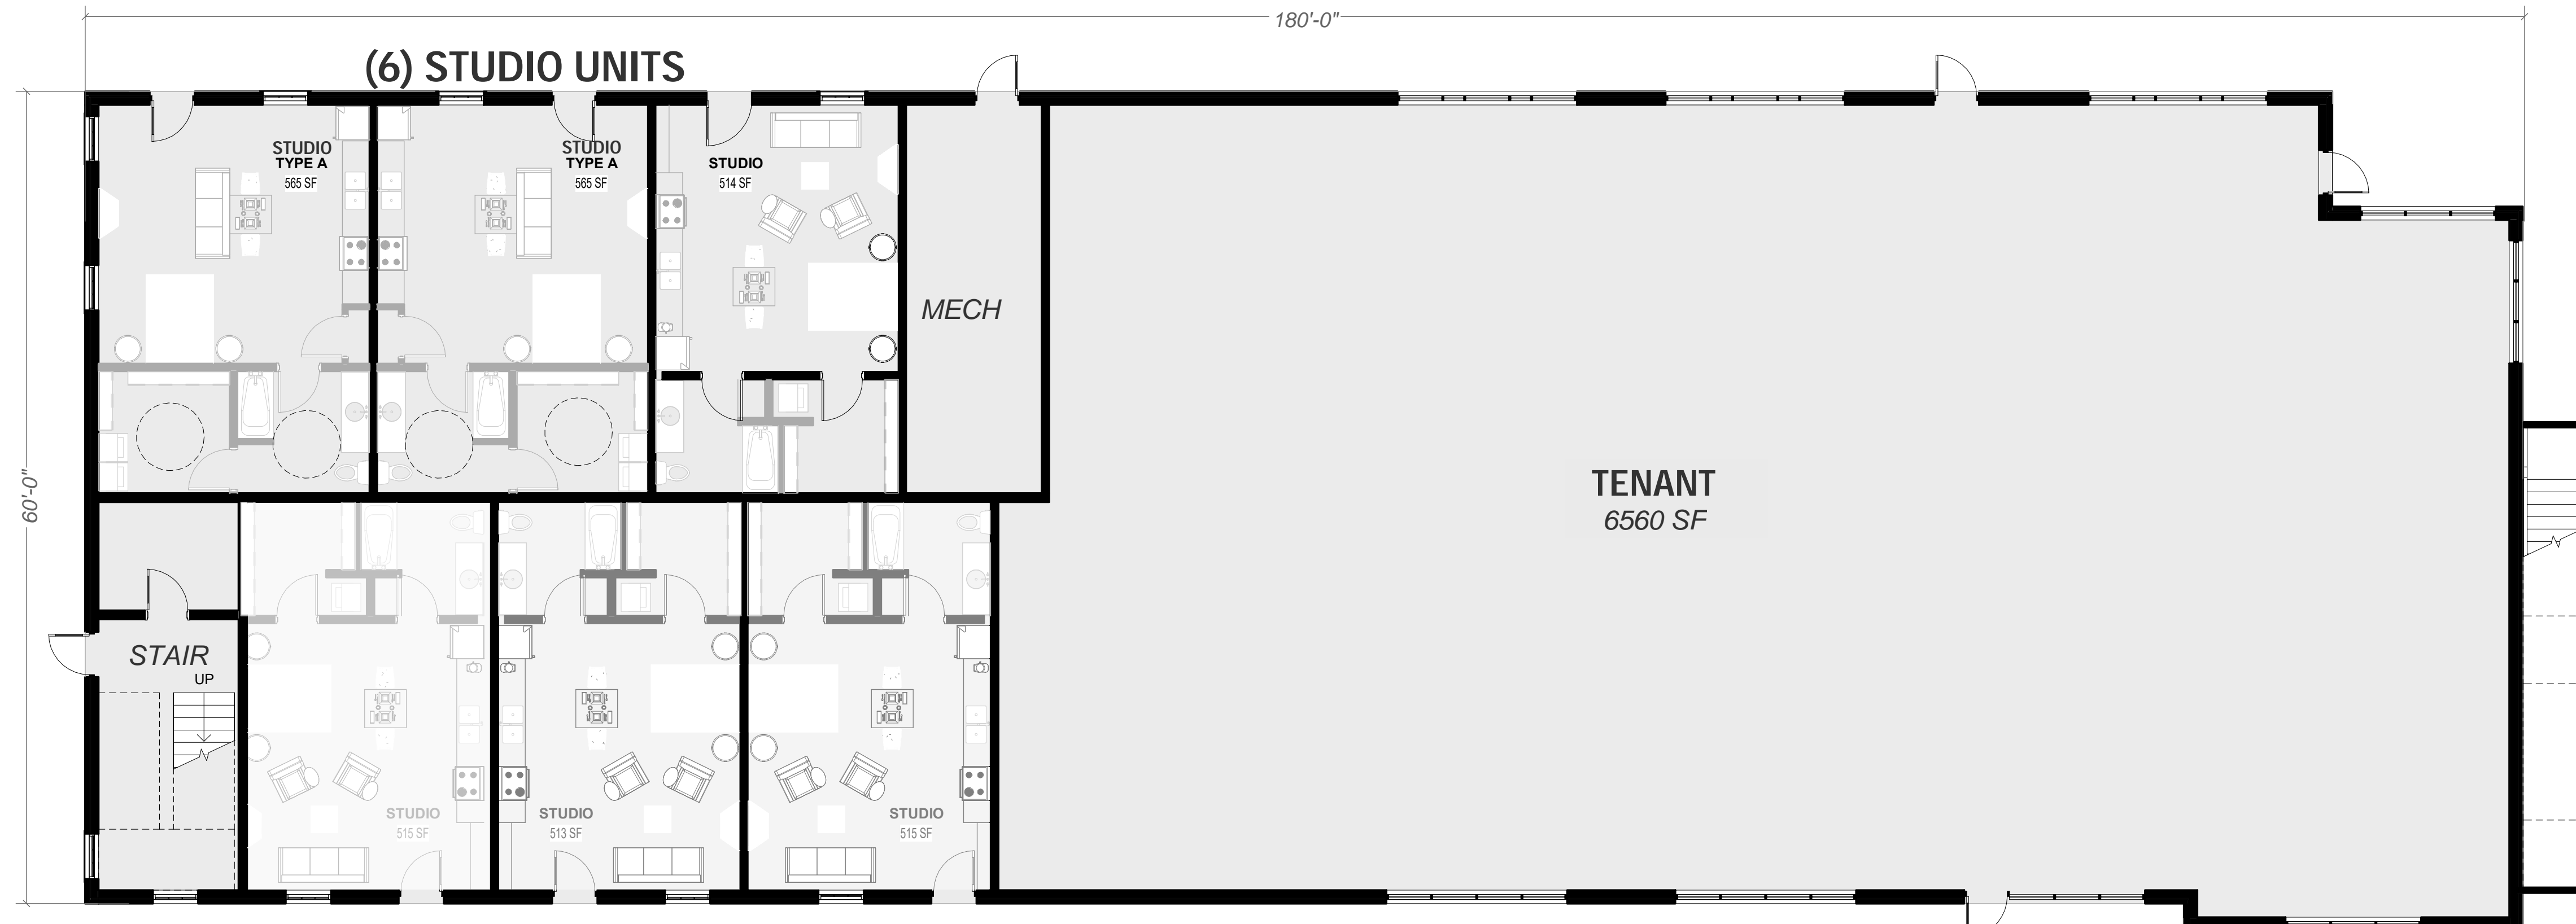 180'-0"
(6) STUDIO UNITS
STUDIO
TYPE A
565 SF
STUDIO
TYPE A
565 SF
STUDIO
514 SF
MECH
60'-0"
TENANT
6560 SF
STAIR
UP
STUDIO
515 SF
STUDIO
513 SF
STUDIO
515 SF